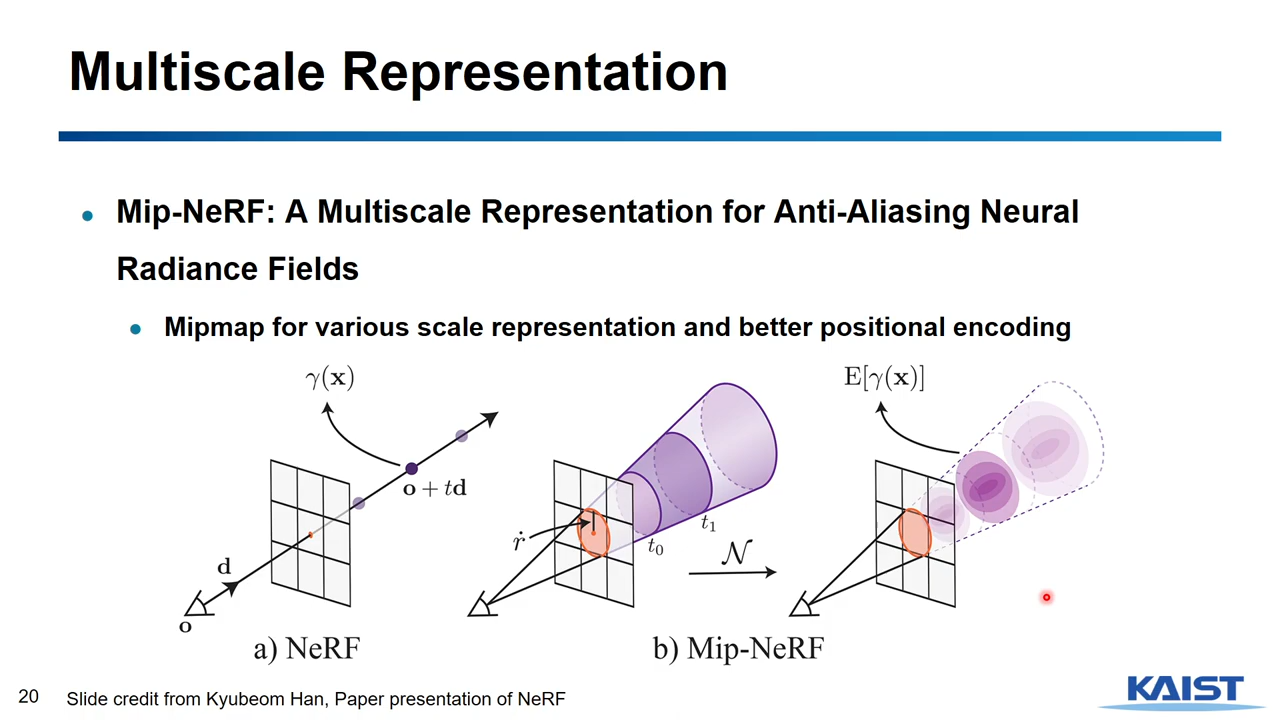 Multiscale Representation
Mip-NeRF: A Multiscale Representation for Anti-Aliasing Neural
Radiance Fields
Mipmap for various scale representation and better positional encoding
γ(x)
E[γ(x)]
o + td
ṙ
t₀
t₁
N
d
o
a) NeRF
b) Mip-NeRF
20
Slide credit from Kyubeom Han, Paper presentation of NeRF
KAIST